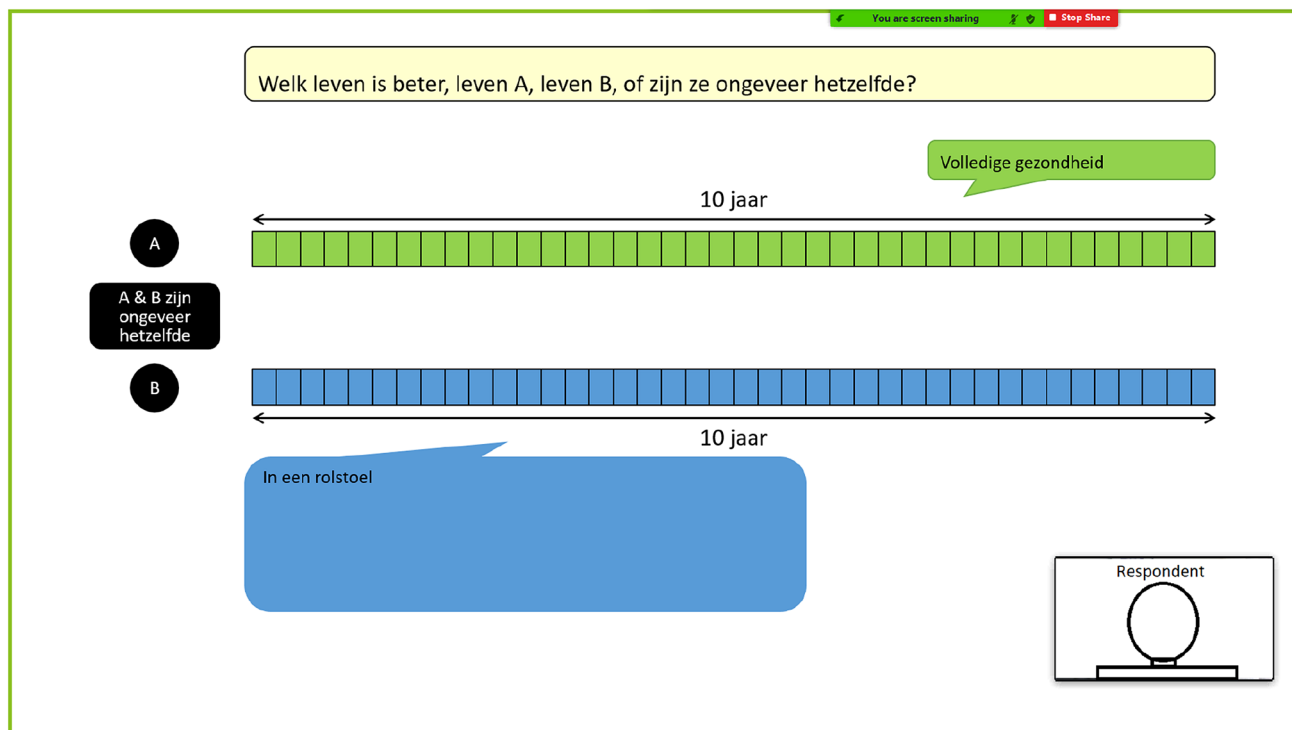 You are screen sharing
Stop Share
Welk leven is beter, leven A, leven B, of zijn ze ongeveer hetzelfde?
Volledige gezondheid
10 jaar
A
A & B zijn
ongeveer
hetzelfde
B
10 jaar
In een rolstoel
Respondent